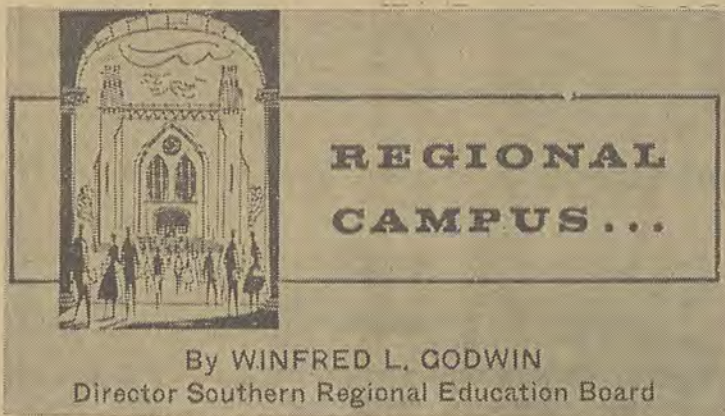 REGIONAL
CAMPUS...
By WINFRED L. GODWIN
Director Southern Regional Education Board